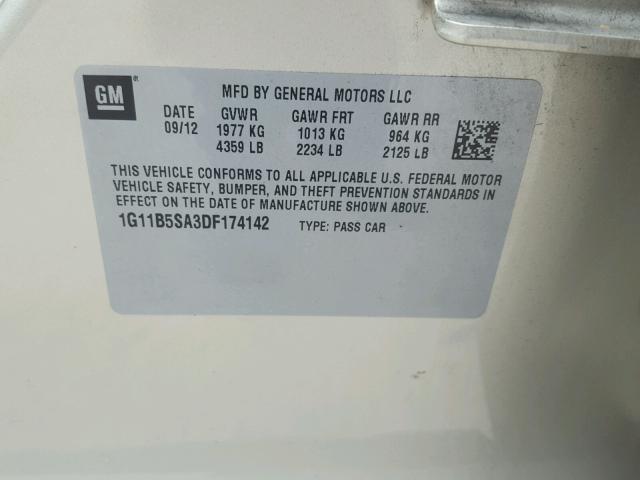 GM ®
MFD BY GENERAL MOTORS LLC
DATE GVWR GAWR FRT GAWR RR
09/12 1977 KG 1013 KG 964 KG
4359 LB 2234 LB 2125 LB
THIS VEHICLE CONFORMS TO ALL APPLICABLE U.S. FEDERAL MOTOR
VEHICLE SAFETY, BUMPER, AND THEFT PREVENTION STANDARDS IN
EFFECT ON THE DATE OF MANUFACTURE SHOWN ABOVE.
1G11B5SA3DF174142 TYPE: PASS CAR